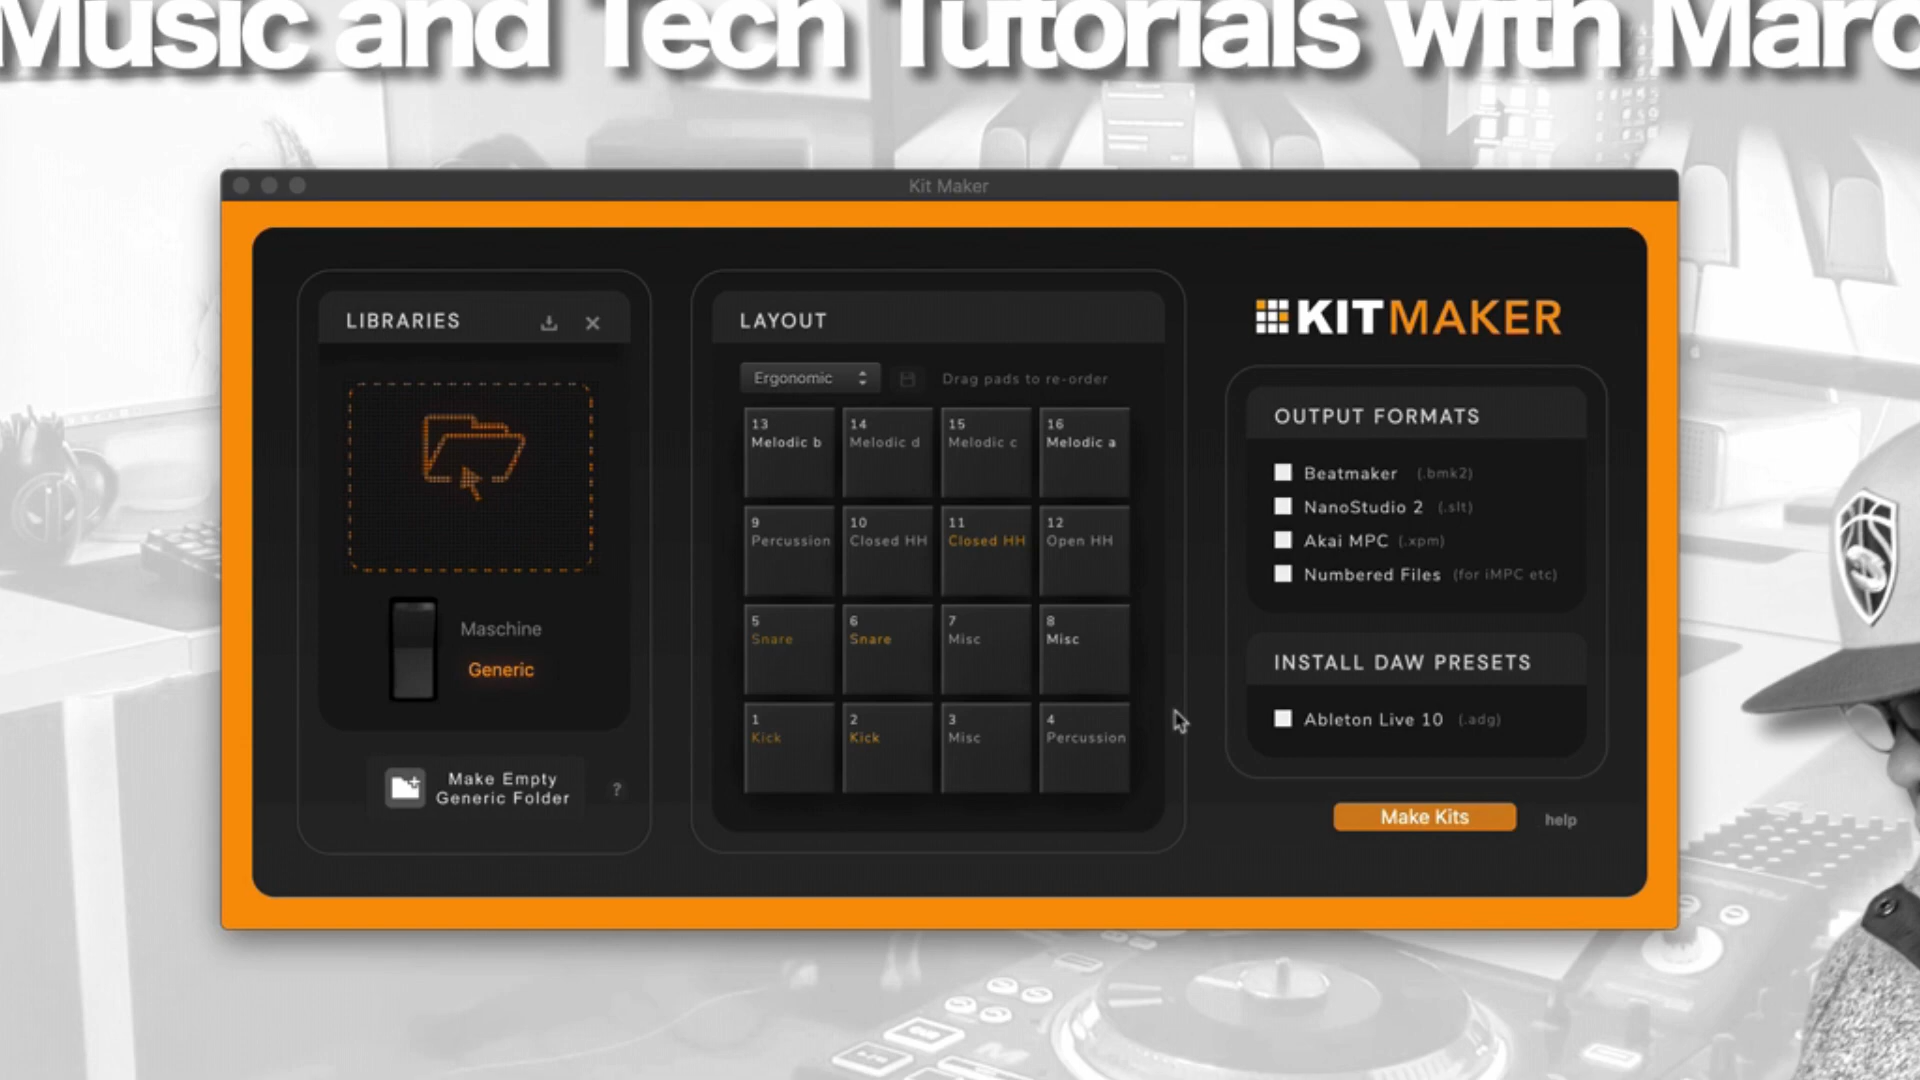 Music and Tech Tutorials with Marc
Kit Maker
LIBRARIES
Maschine
Generic
Make Empty
Generic Folder
?
LAYOUT
Ergonomic
Drag pads to re-order
13
Melodic b
14
Melodic d
15
Melodic c
16
Melodic a
9
Percussion
10
Closed HH
11
Closed HH
12
Open HH
5
Snare
6
Snare
7
Misc
8
Misc
1
Kick
2
Kick
3
Misc
4
Percussion
KITMAKER
OUTPUT FORMATS
Beatmaker (.bmk2)
NanoStudio 2 (.slt)
Akai MPC (.xpm)
Numbered Files (for iMPC etc)
INSTALL DAW PRESETS
Ableton Live 10 (.adg)
Make Kits
help